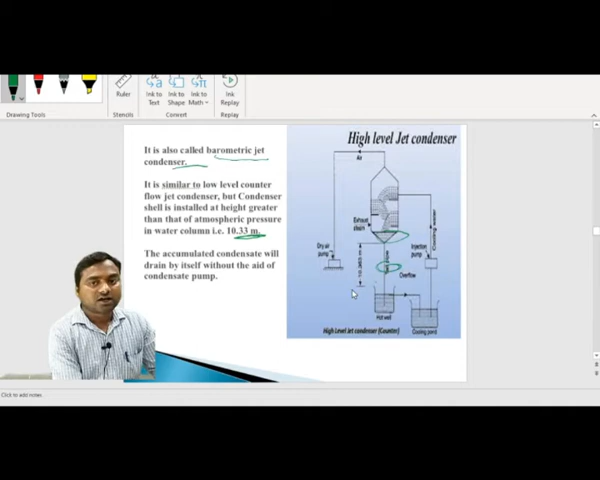 Ruler
Ink to
Text
Ink to
Shape
Ink to
Math
Ink
Replay
Drawing Tools
Stencils
Convert
Replay
It is also called barometric jet
condenser.
It is similar to low level counter
flow jet condenser, but Condenser
shell is installed at height greater
than that of atmospheric pressure
in water column i.e. 10.33 m.
The accumulated condensate will
drain by itself without the aid of
condensate pump.
High level Jet condenser
Air
Exhaust
steam
Cooling water
Dry air
pump
Injection
pump
Overflow
Hot well
Cooling pond
High Level Jet condenser (Counter)
Click to add notes